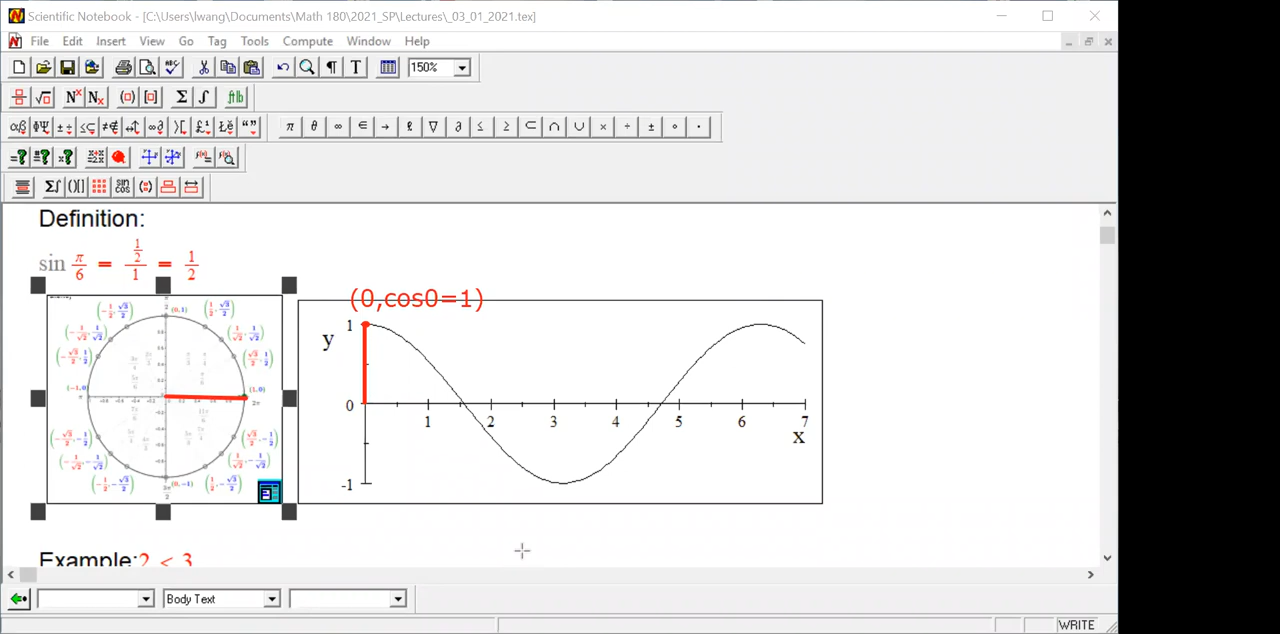 Scientific Notebook - [C:\Users\lwang\Documents\Math 180\2021_SP\Lectures\_03_01_2021.tex]
File Edit Insert View Go Tag Tools Compute Window Help
150%
π θ ∞ ∈ → ℓ ∇ ∂ ≤ ≥ ⊂ ∩ ∪ × ÷ ± ∘ ·
Definition:
sin π/6 = (1/2)/1 = 1/2
(0,cos0=1)
y
1
0
-1
1 2 3 4 5 6 7
x
(0,1)
(-1,0)
(1,0)
2π
(0,-1)
Example: 2 < 3
Body Text
WRITE